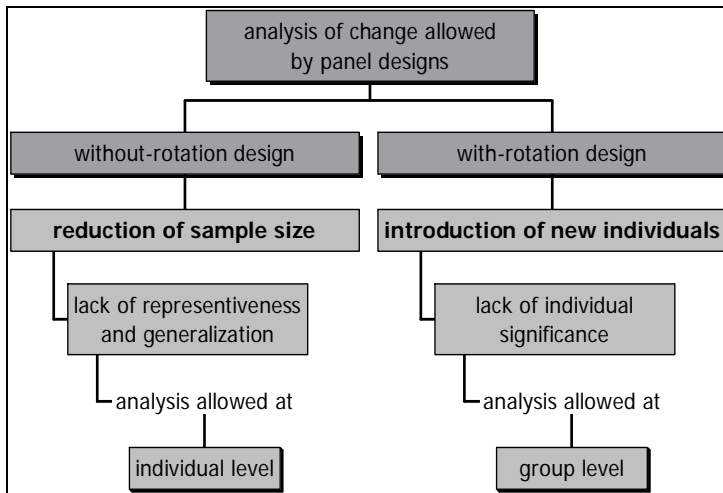 analysis of change allowed
by panel designs
without-rotation design
with-rotation design
reduction of sample size
introduction of new individuals
lack of representiveness
and generalization
lack of individual
significance
analysis allowed at
analysis allowed at
individual level
group level